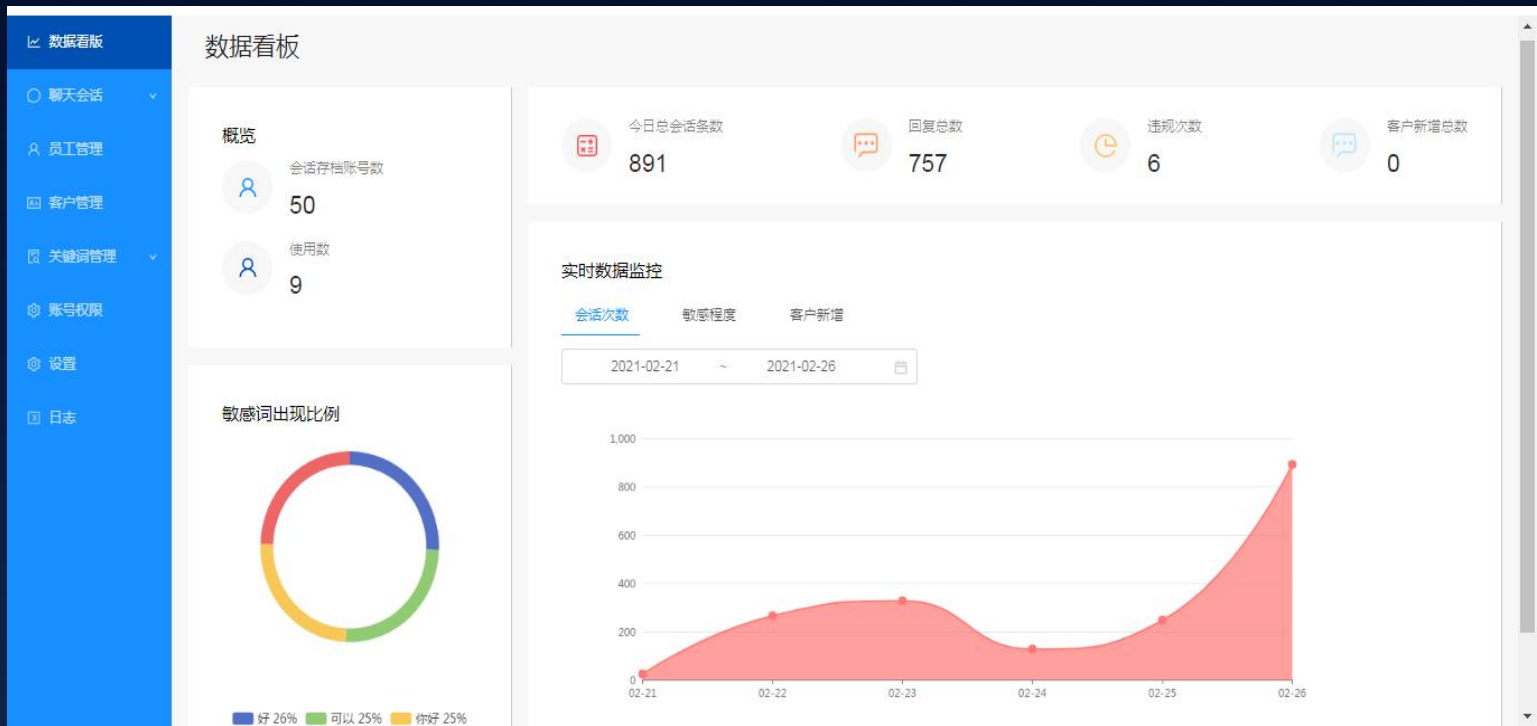 数据看版
聊天会话
员工管理
客户管理
关键词管理
账号权限
设置
日志
数据看板
概览
会话存档账号数
50
使用数
9
今日总会话条数
891
回复总数
757
违规次数
6
客户新增总数
0
敏感词出现比例
好 26% 可以 25% 你好 25%
实时数据监控
会话次数 敏感程度 客户新增
2021-02-21 ~ 2021-02-26
1,000
800
600
400
200
0
02-21 02-22 02-23 02-24 02-25 02-26